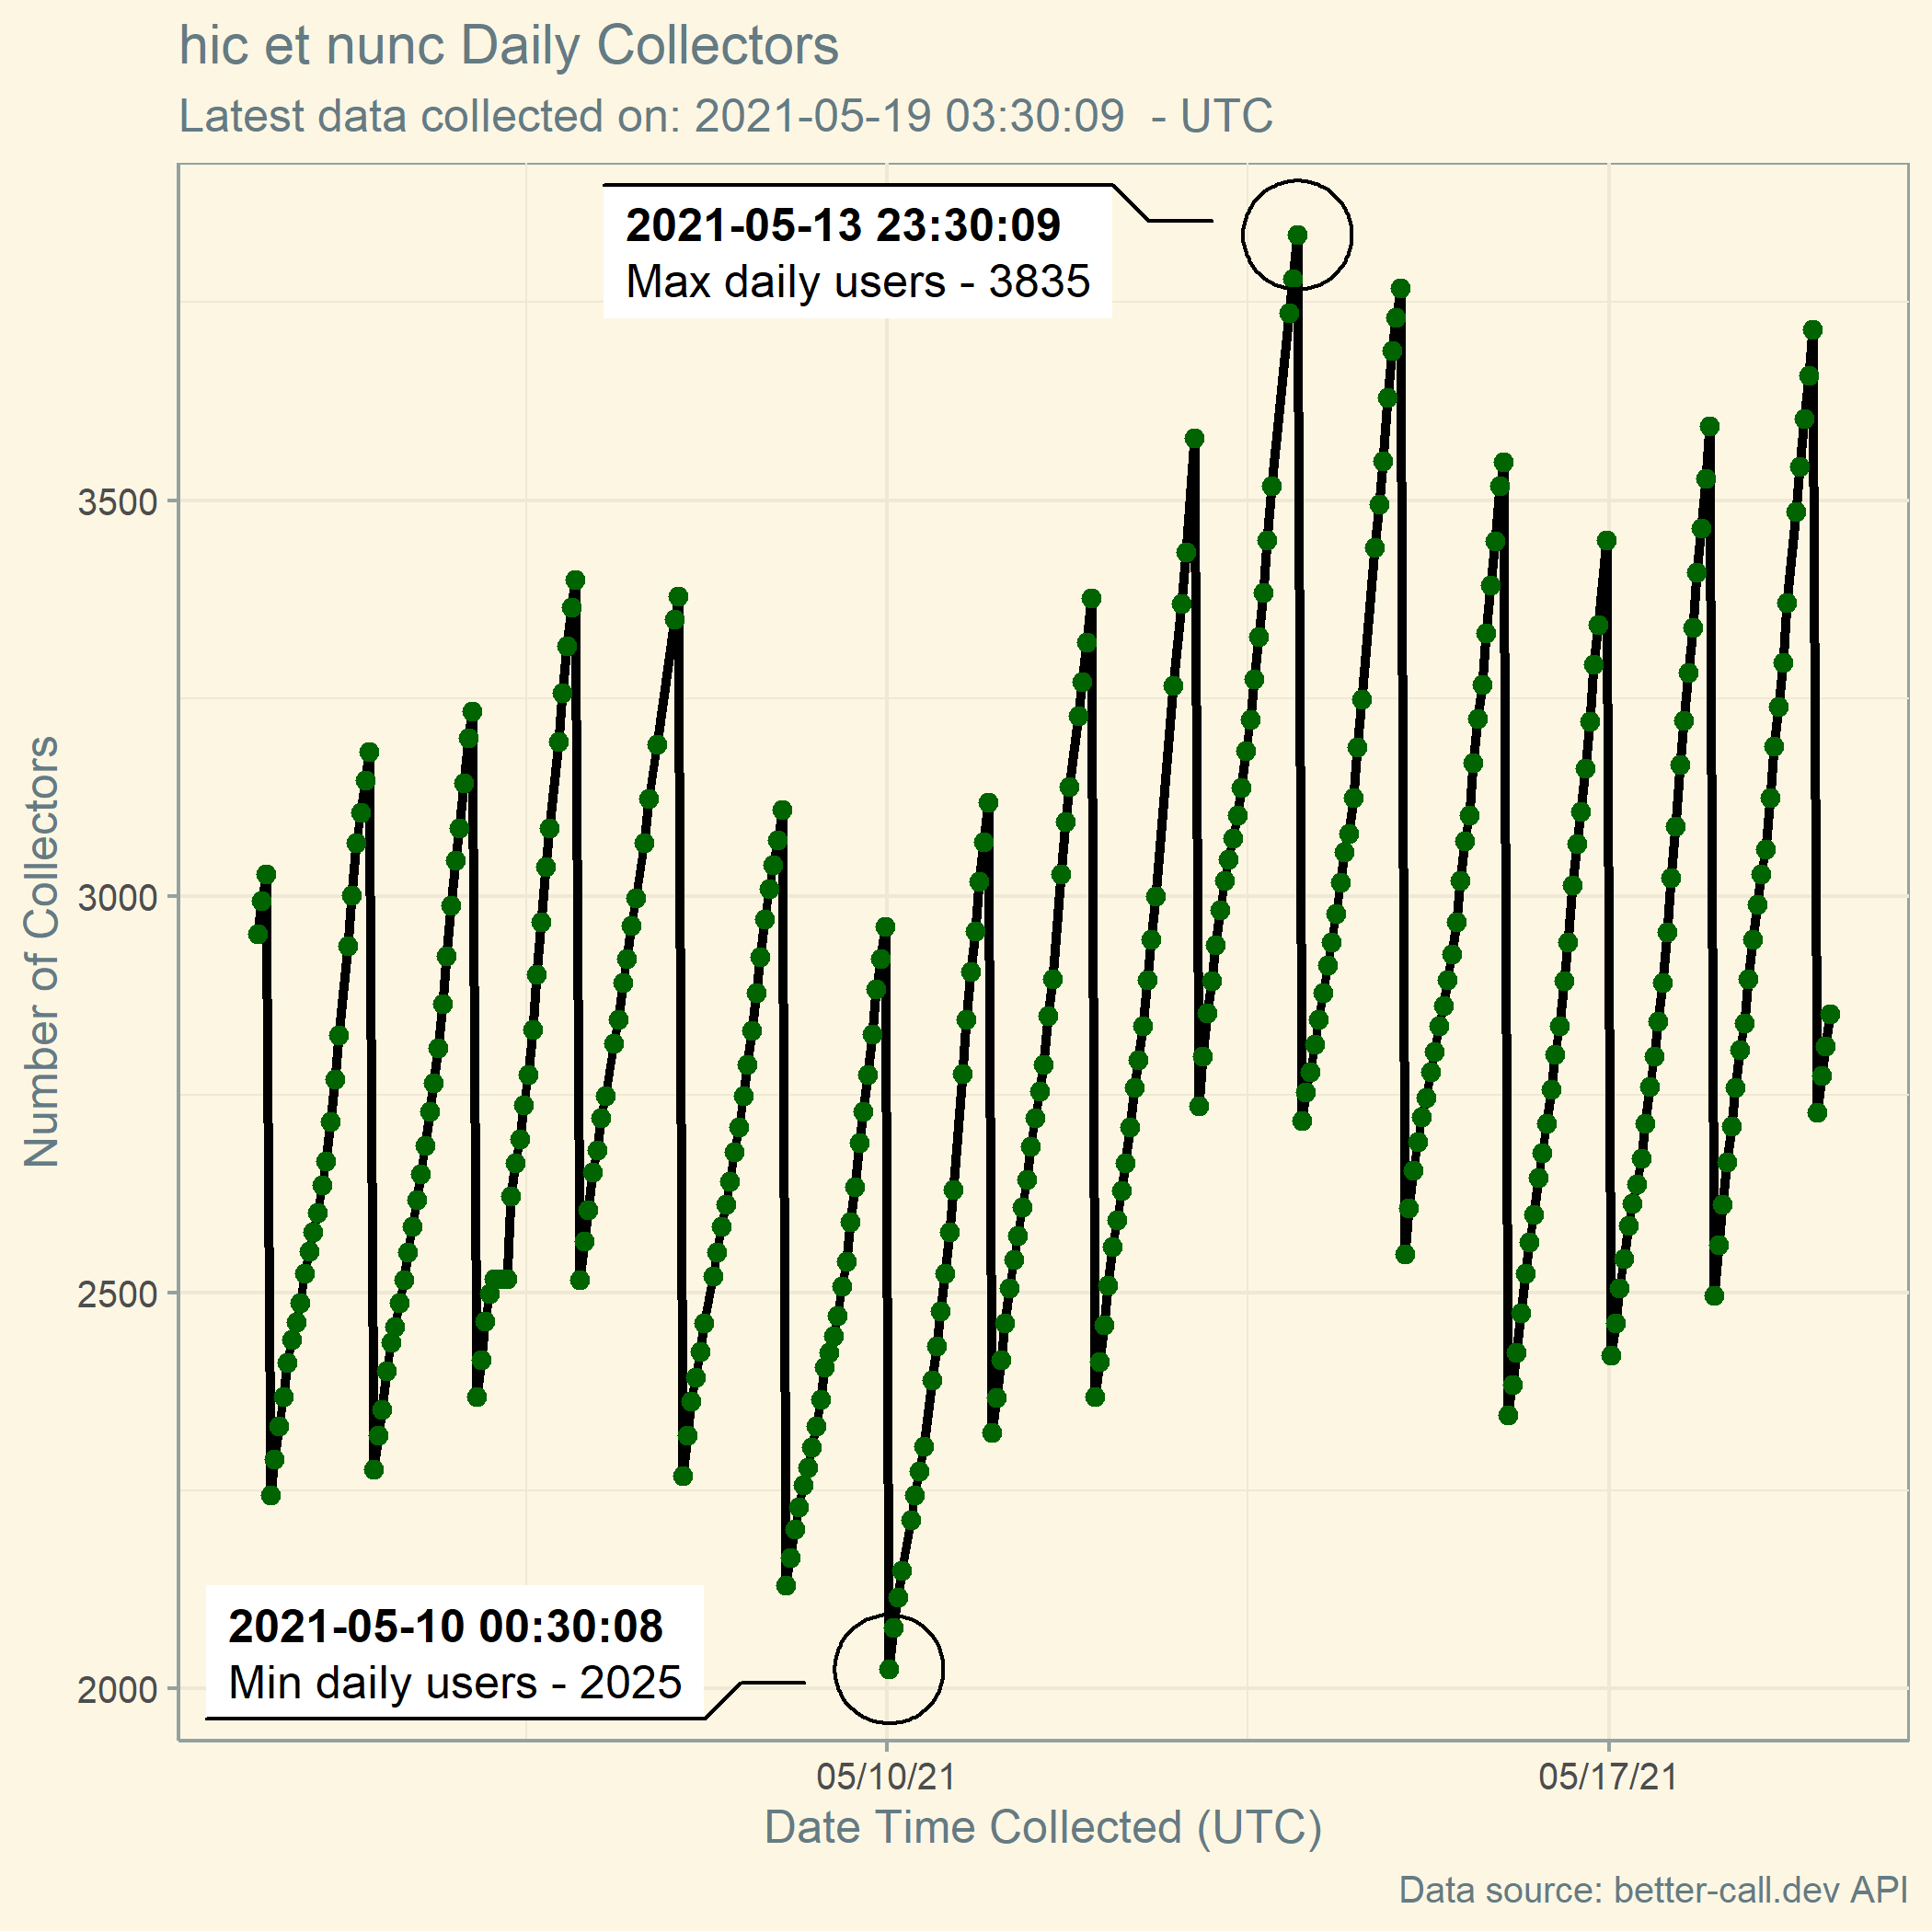 hic et nunc Daily Collectors
Latest data collected on: 2021-05-19 03:30:09  - UTC
2021-05-13 23:30:09
Max daily users - 3835
3500
3000
2500
2000
Number of Collectors
2021-05-10 00:30:08
Min daily users - 2025
05/10/21
05/17/21
Date Time Collected (UTC)
Data source: better-call.dev API